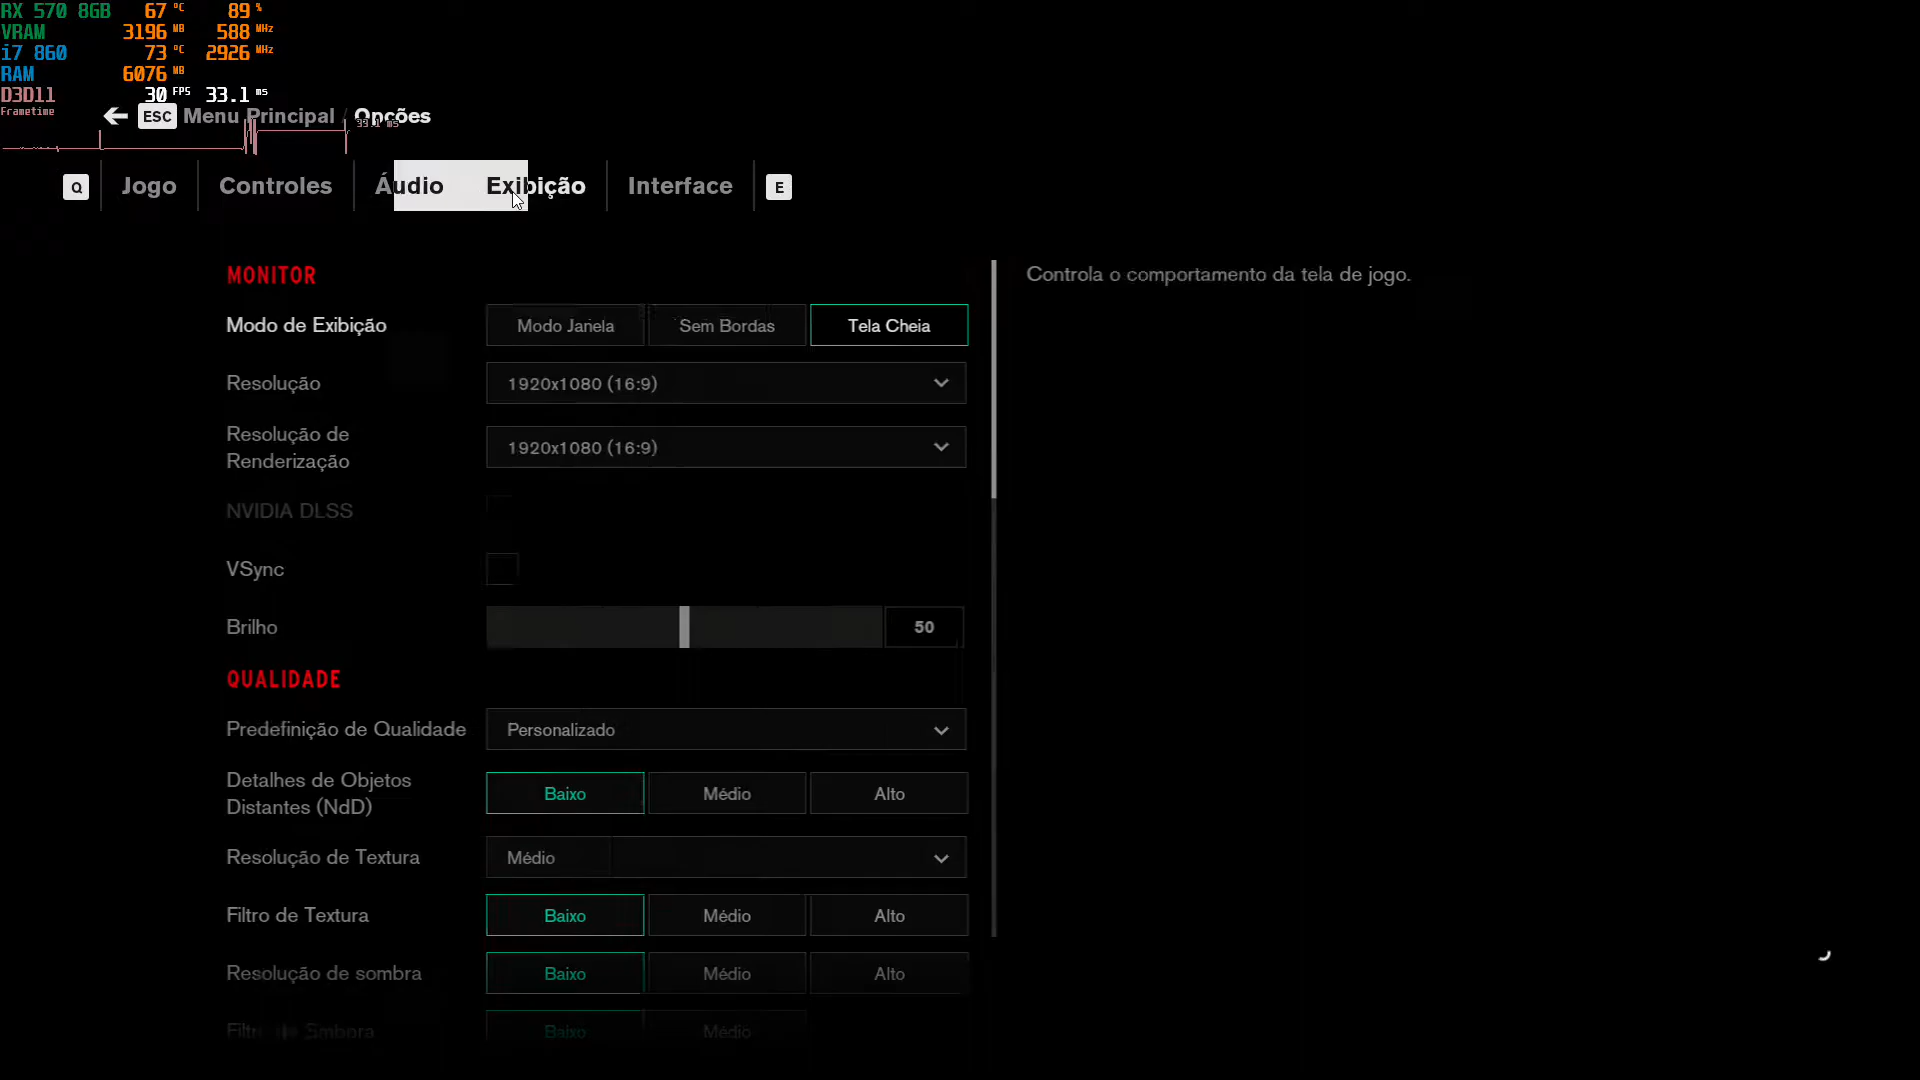 RX 570 8GB 67 °C 89 %
VRAM 3196 MB 588 MHz
i7 860 73 °C 2926 MHz
RAM 6076 MB
D3D11 30 FPS 33.1 ms
Frametime
33.1 ms
ESC Menu Principal / Opções
Q Jogo Controles Áudio Exibição Interface E
MONITOR
Controla o comportamento da tela de jogo.
Modo de Exibição Modo Janela Sem Bordas Tela Cheia
Resolução 1920x1080 (16:9)
Resolução de
Renderização 1920x1080 (16:9)
NVIDIA DLSS
VSync
Brilho 50
QUALIDADE
Predefinição de Qualidade Personalizado
Detalhes de Objetos
Distantes (NdD) Baixo Médio Alto
Resolução de Textura Médio
Filtro de Textura Baixo Médio Alto
Resolução de sombra Baixo Médio Alto
Baixo Médio